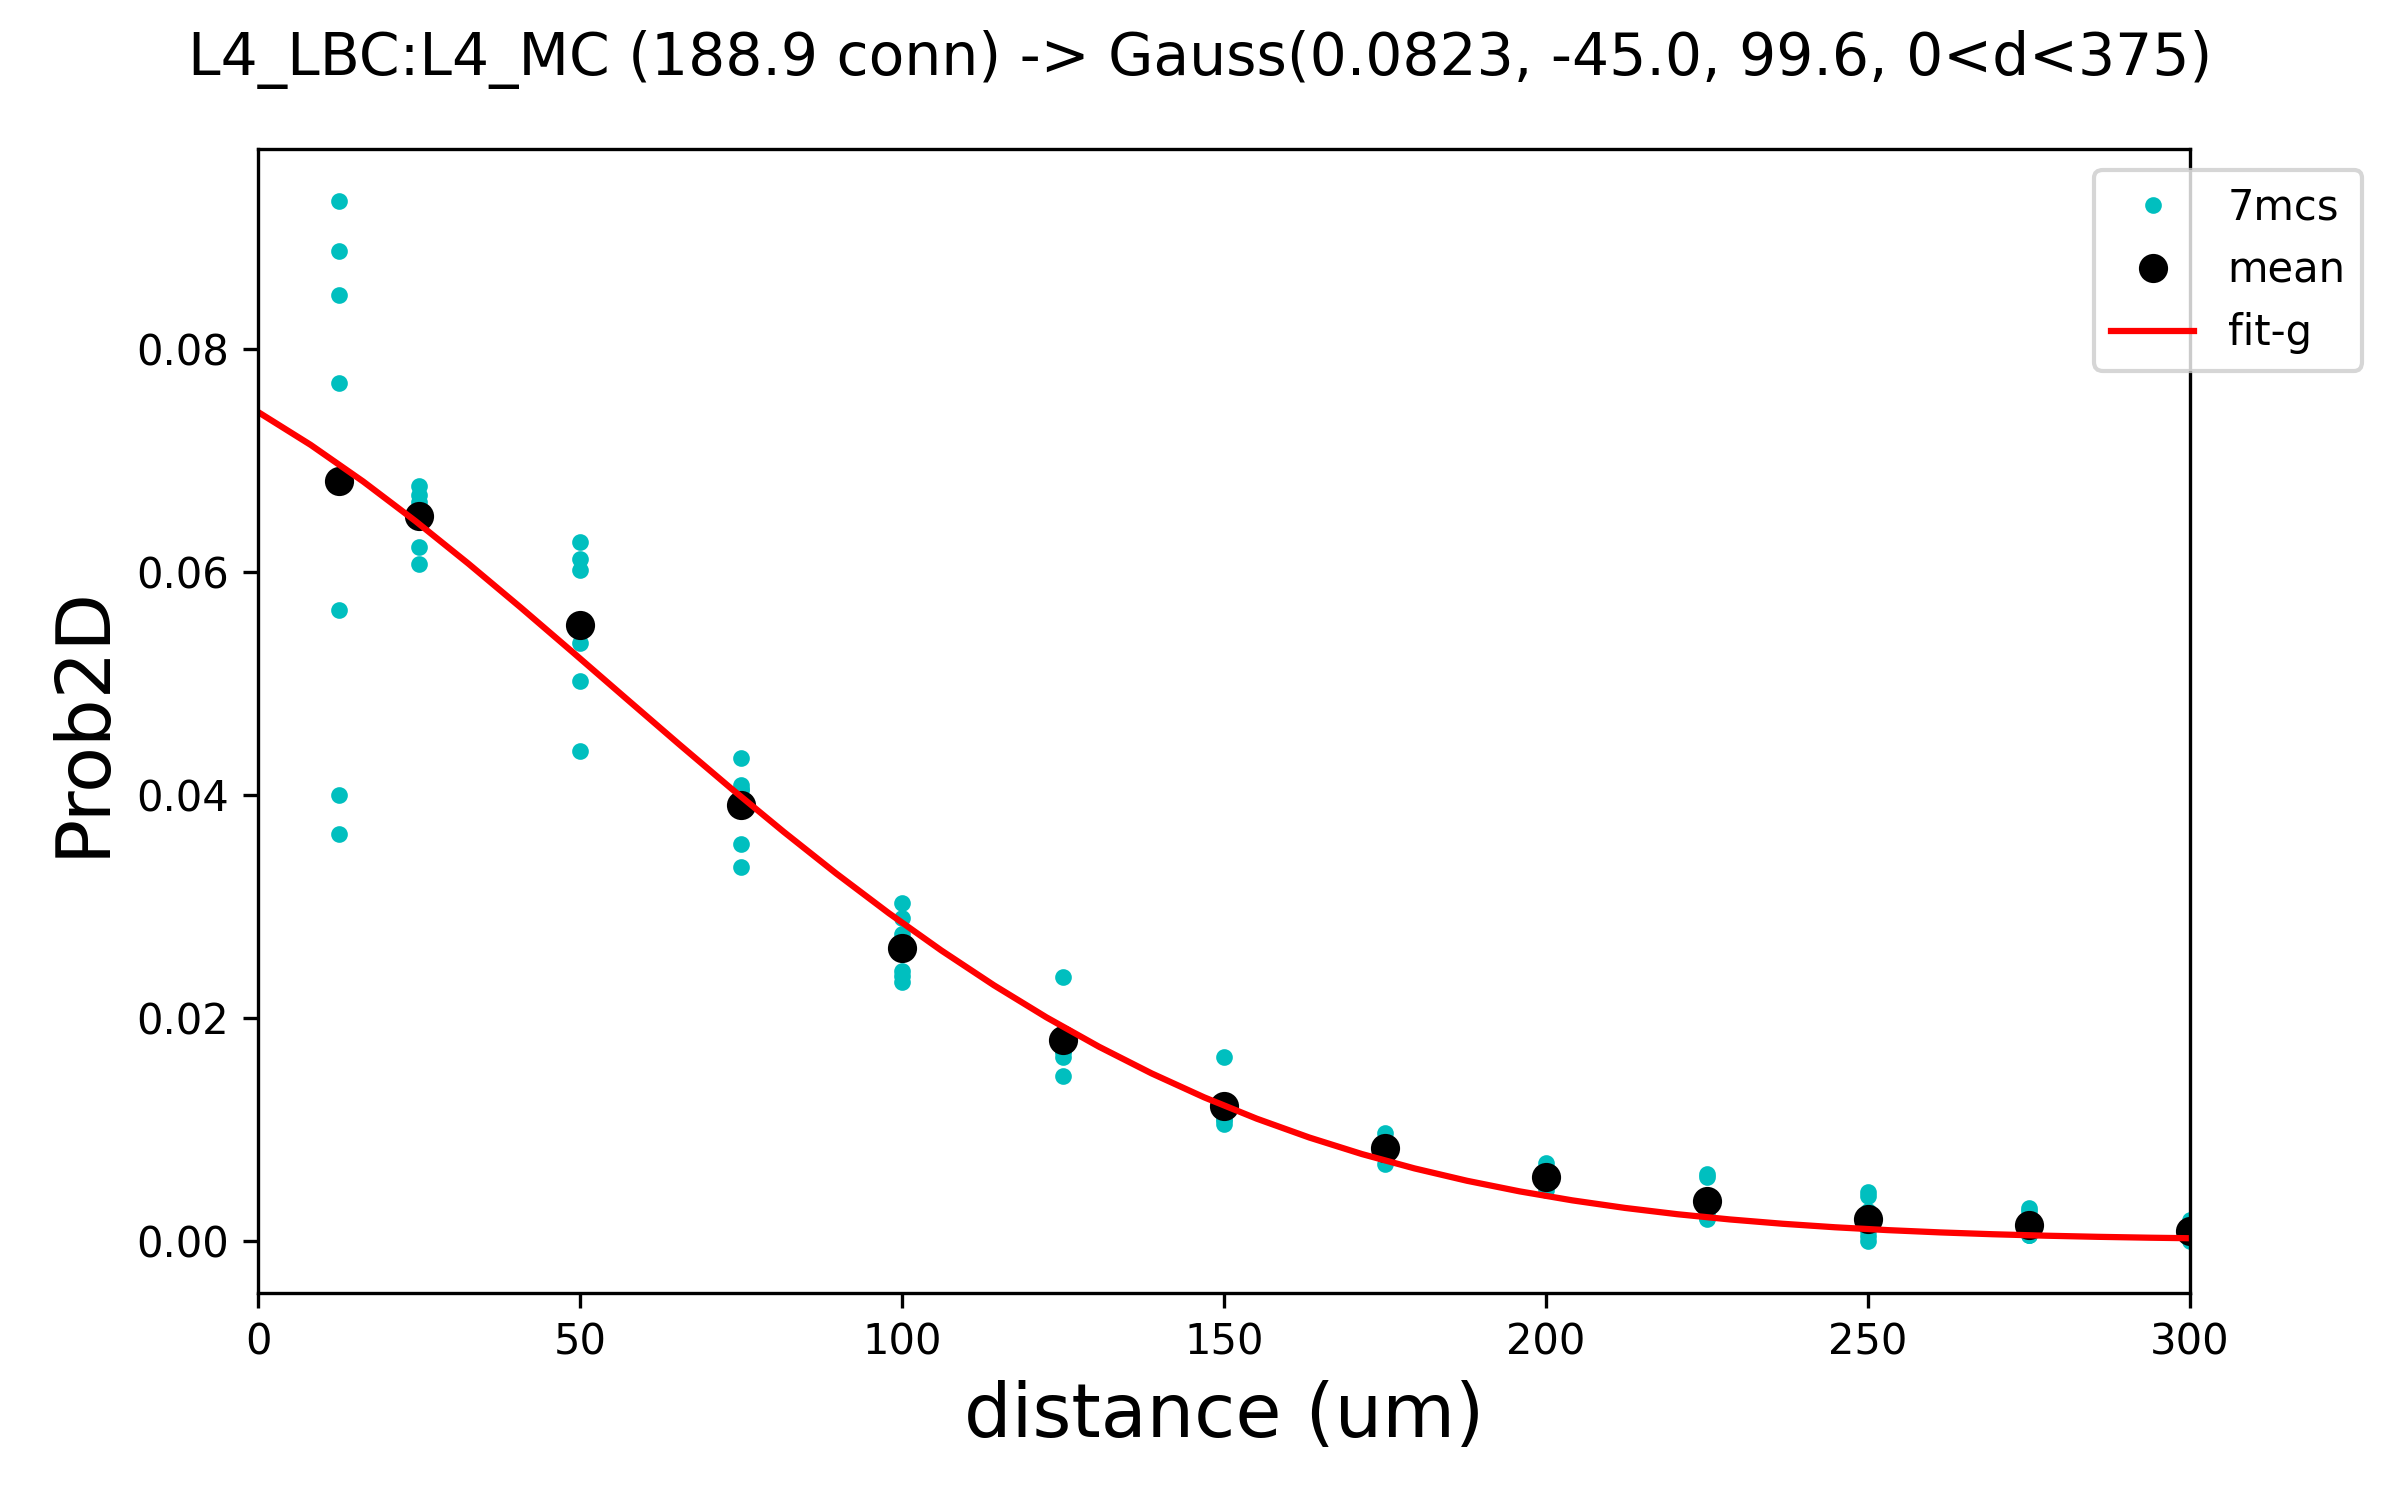 L4_LBC:L4_MC (188.9 conn) -> Gauss(0.0823, -45.0, 99.6, 0<d<375)
7mcs
mean
fit-g
Prob2D
0.08
0.06
0.04
0.02
0.00
0 50 100 150 200 250 300
distance (um)